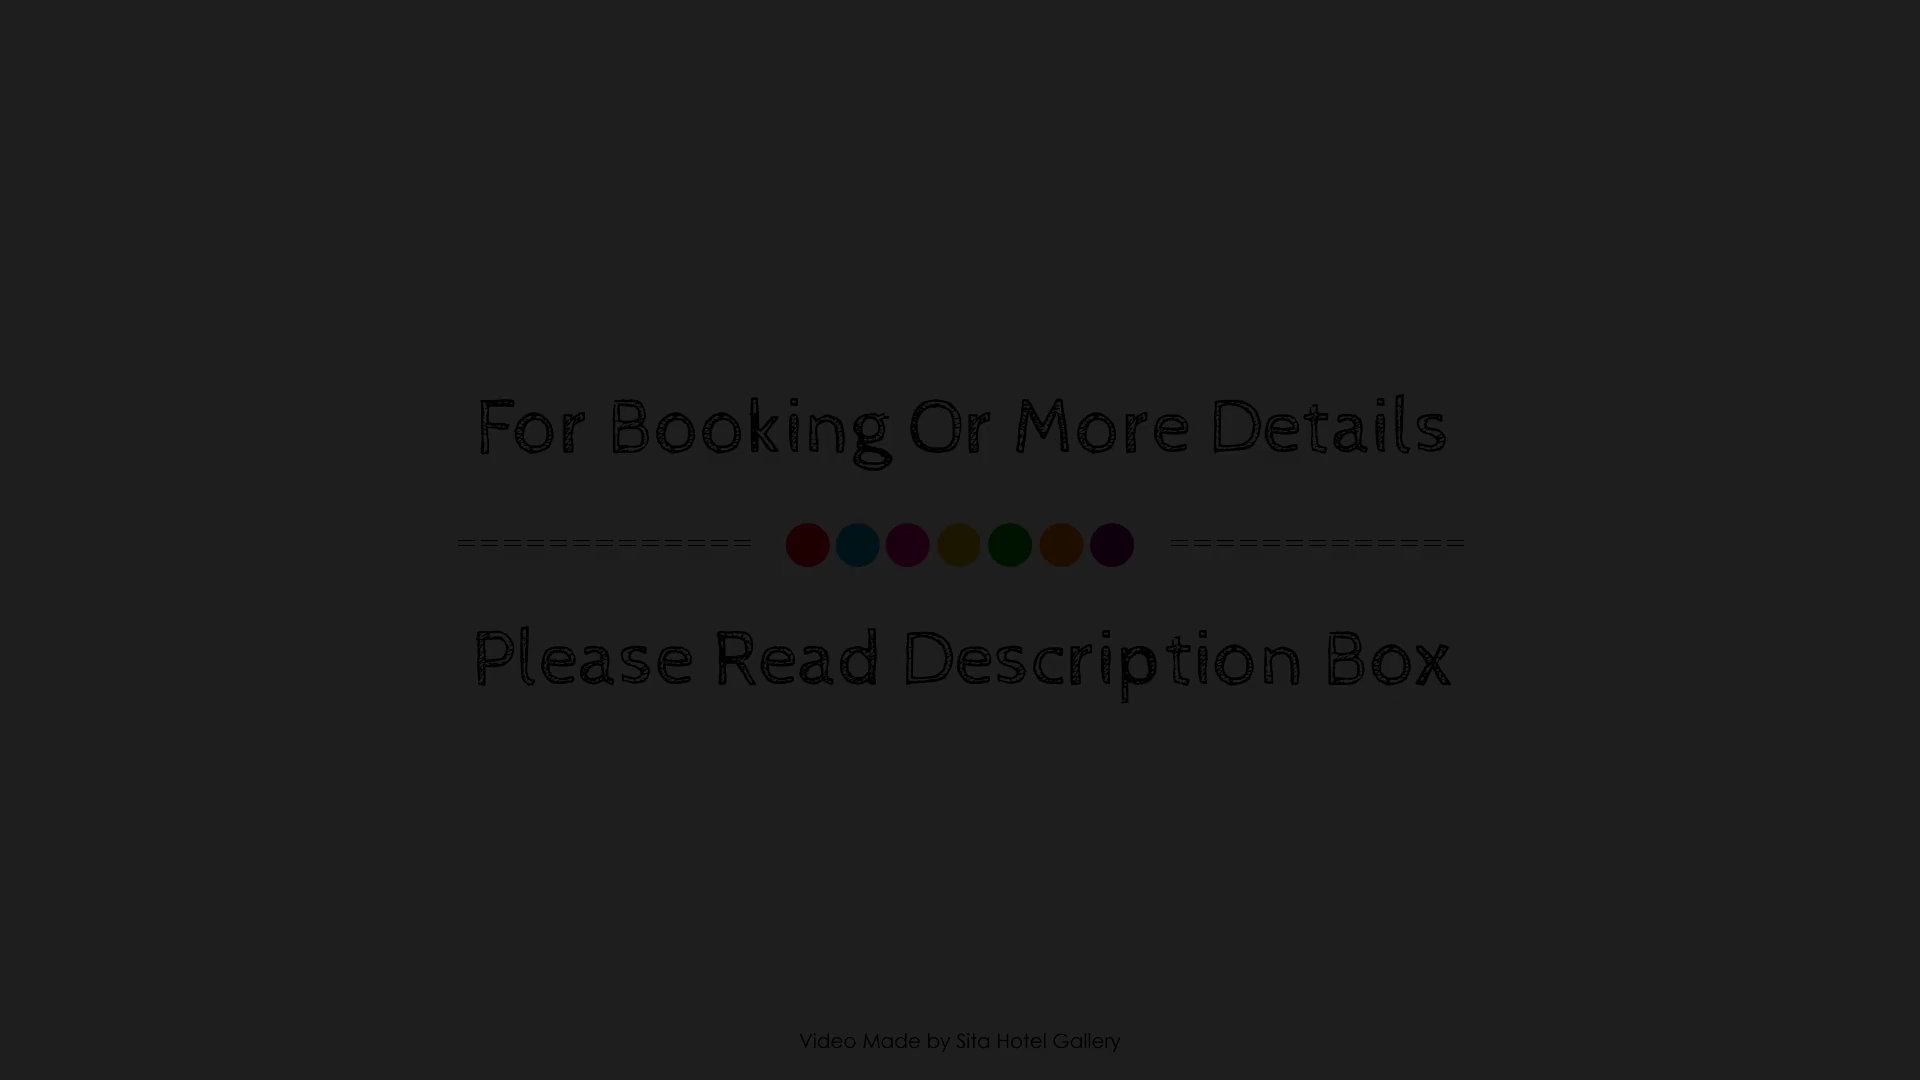 For Booking Or More Details
============= =============
Please Read Description Box
Video Made by Sita Hotel Gallery